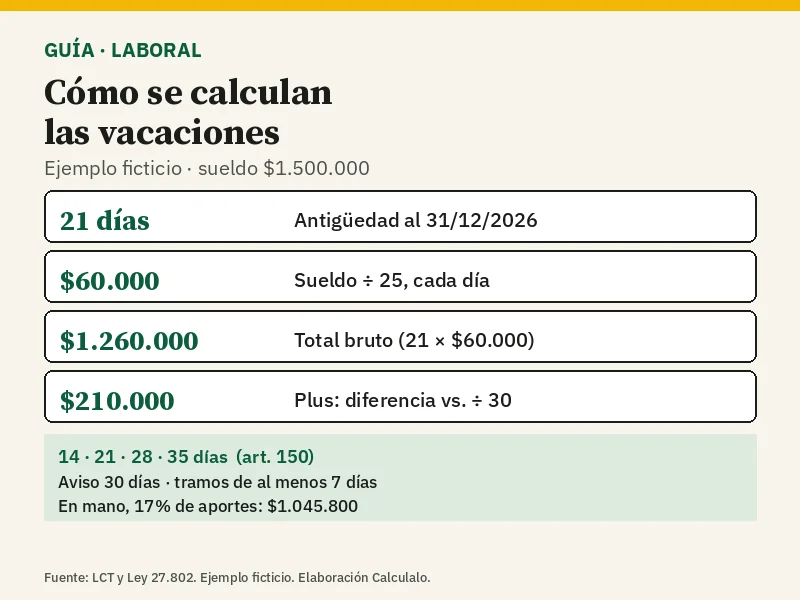 GUÍA · LABORAL
Cómo se calculan
las vacaciones
Ejemplo ficticio · sueldo $1.500.000
21 días Antigüedad al 31/12/2026
$60.000 Sueldo ÷ 25, cada día
$1.260.000 Total bruto (21 × $60.000)
$210.000 Plus: diferencia vs. ÷ 30
14 · 21 · 28 · 35 días (art. 150)
Aviso 30 días · tramos de al menos 7 días
En mano, 17% de aportes: $1.045.800
Fuente: LCT y Ley 27.802. Ejemplo ficticio. Elaboración Calculalo.